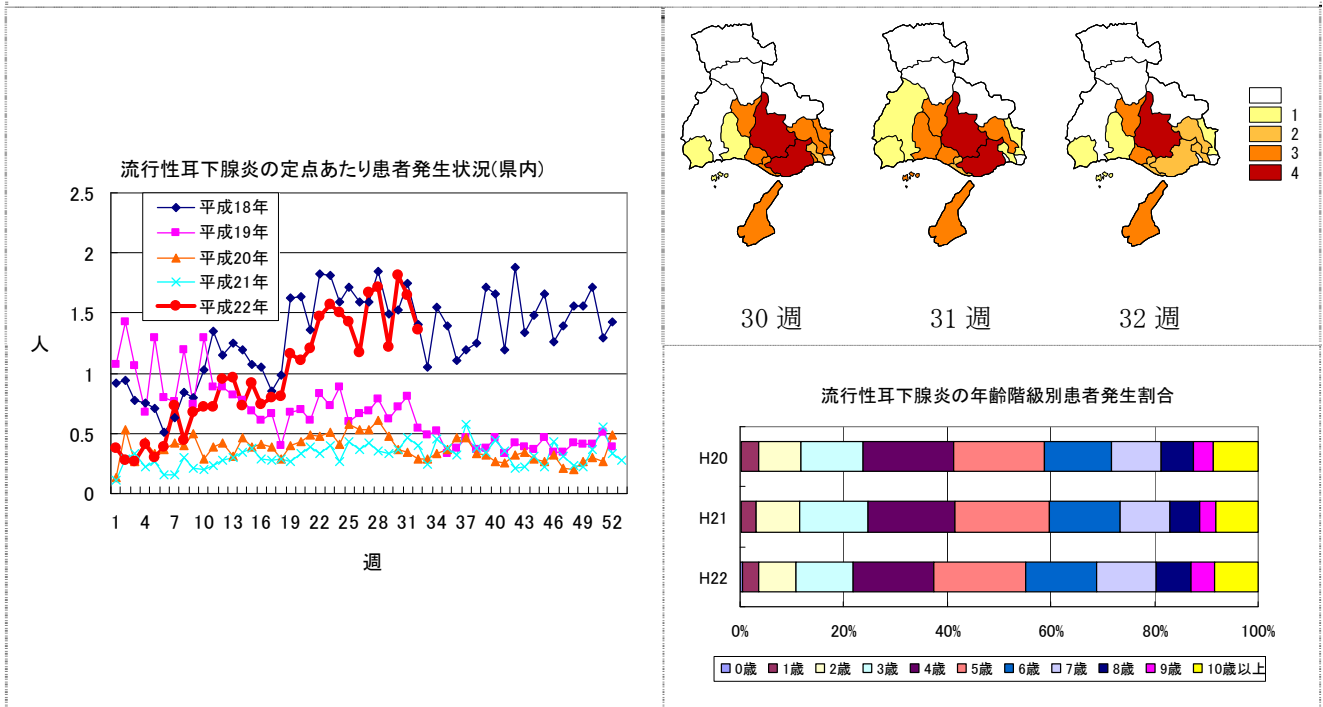 流行性耳下腺炎の定点あたり患者発生状況(県内)
2.5
2
1.5
1
0.5
0
人
平成18年
平成19年
平成20年
平成21年
平成22年
1 4 7 10 13 16 19 22 25 28 31 34 37 40 43 46 49 52
週
1
2
3
4
30 週 31 週 32 週
流行性耳下腺炎の年齢階級別患者発生割合
H20
H21
H22
0% 20% 40% 60% 80% 100%
0歳 1歳 2歳 3歳 4歳 5歳 6歳 7歳 8歳 9歳 10歳以上